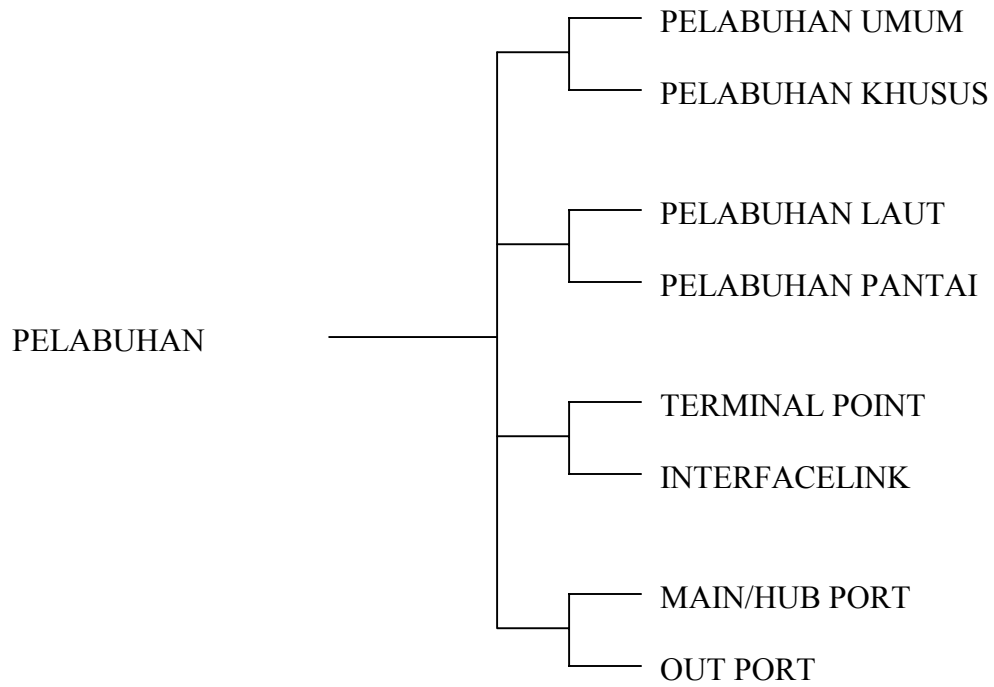 PELABUHAN UMUM
PELABUHAN KHUSUS
PELABUHAN LAUT
PELABUHAN PANTAI
PELABUHAN
TERMINAL POINT
INTERFACELINK
MAIN/HUB PORT
OUT PORT